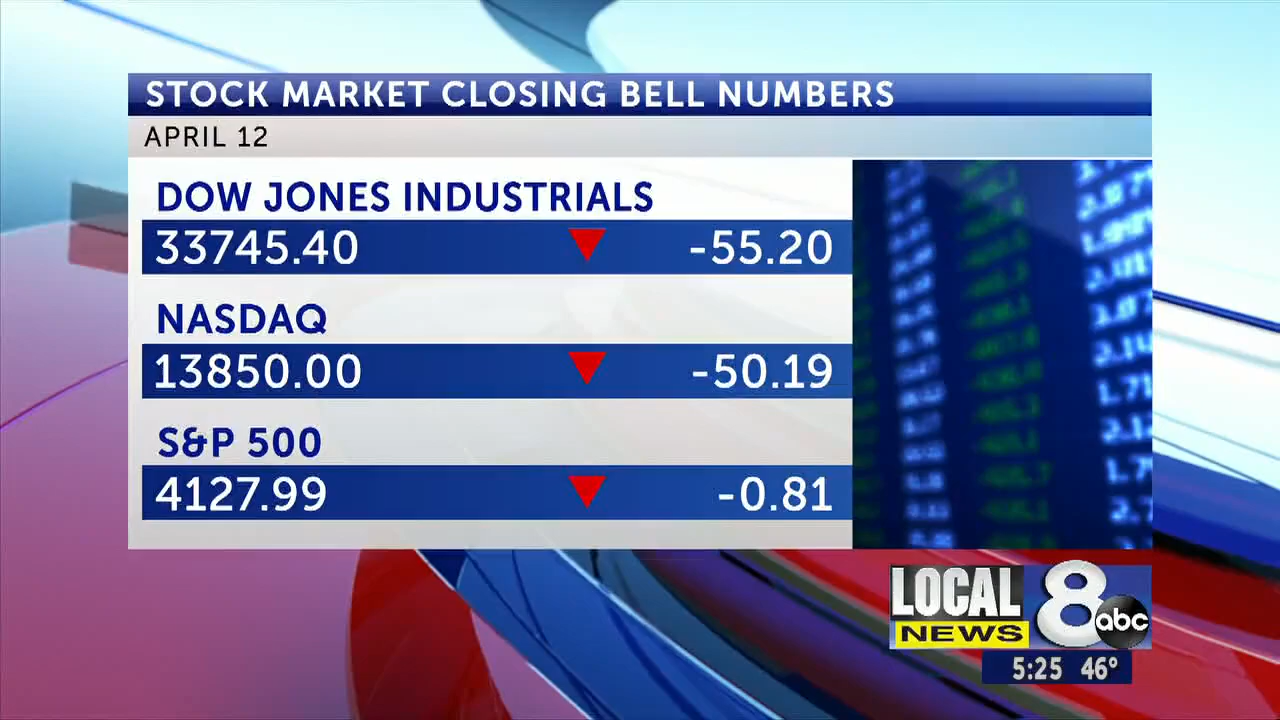 STOCK MARKET CLOSING BELL NUMBERS
APRIL 12
DOW JONES INDUSTRIALS
33745.40 ▼ -55.20
NASDAQ
13850.00 ▼ -50.19
S&P 500
4127.99 ▼ -0.81
LOCAL 8 abc
NEWS
5:25 46°